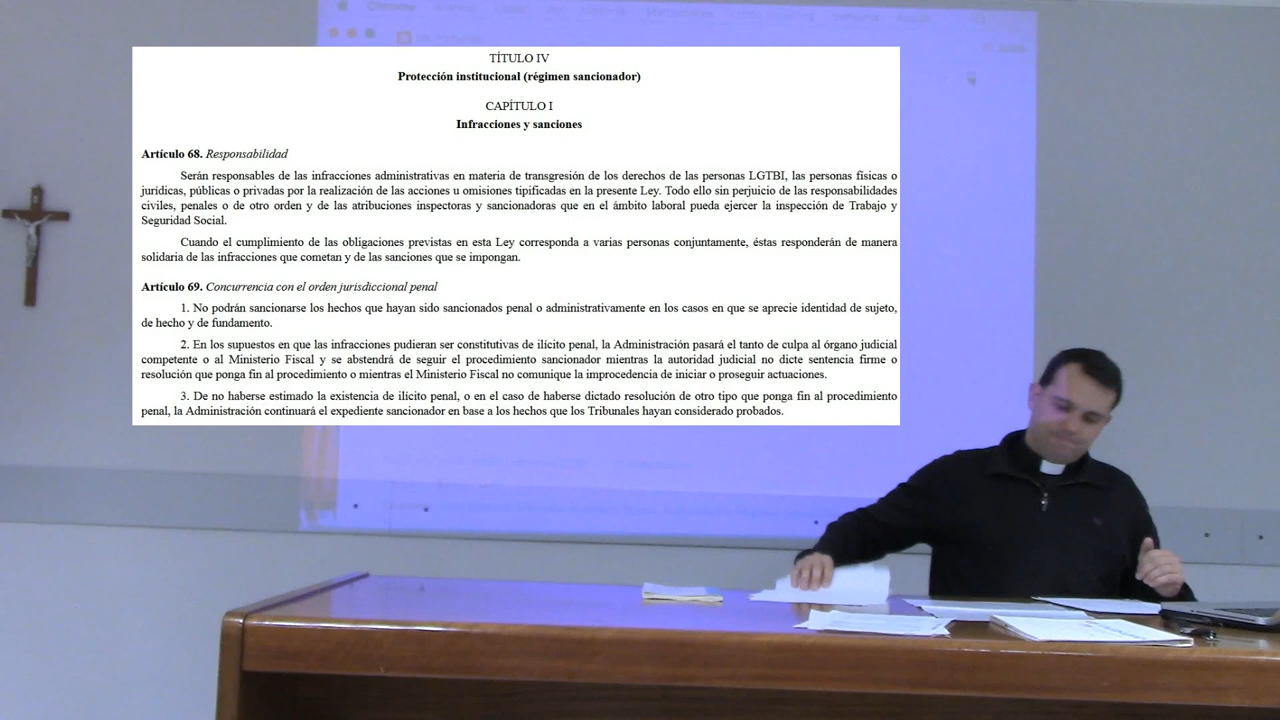 Chrome
TÍTULO IV
Protección institucional (régimen sancionador)
CAPÍTULO I
Infracciones y sanciones
Artículo 68. Responsabilidad
Serán responsables de las infracciones administrativas en materia de transgresión de los derechos de las personas LGTBI, las personas físicas o
jurídicas, públicas o privadas por la realización de las acciones u omisiones tipificadas en la presente Ley. Todo ello sin perjuicio de las responsabilidades
civiles, penales o de otro orden y de las atribuciones inspectoras y sancionadoras que en el ámbito laboral pueda ejercer la inspección de Trabajo y
Seguridad Social.
Cuando el cumplimiento de las obligaciones previstas en esta Ley corresponda a varias personas conjuntamente, éstas responderán de manera
solidaria de las infracciones que cometan y de las sanciones que se impongan.
Artículo 69. Concurrencia con el orden jurisdiccional penal
1. No podrán sancionarse los hechos que hayan sido sancionados penal o administrativamente en los casos en que se aprecie identidad de sujeto,
de hecho y de fundamento.
2. En los supuestos en que las infracciones pudieran ser constitutivas de ilícito penal, la Administración pasará el tanto de culpa al órgano judicial
competente o al Ministerio Fiscal y se abstendrá de seguir el procedimiento sancionador mientras la autoridad judicial no dicte sentencia firme o
resolución que ponga fin al procedimiento o mientras el Ministerio Fiscal no comunique la improcedencia de iniciar o proseguir actuaciones.
3. De no haberse estimado la existencia de ilícito penal, o en el caso de haberse dictado resolución de otro tipo que ponga fin al procedimiento
penal, la Administración continuará el expediente sancionador en base a los hechos que los Tribunales hayan considerado probados.